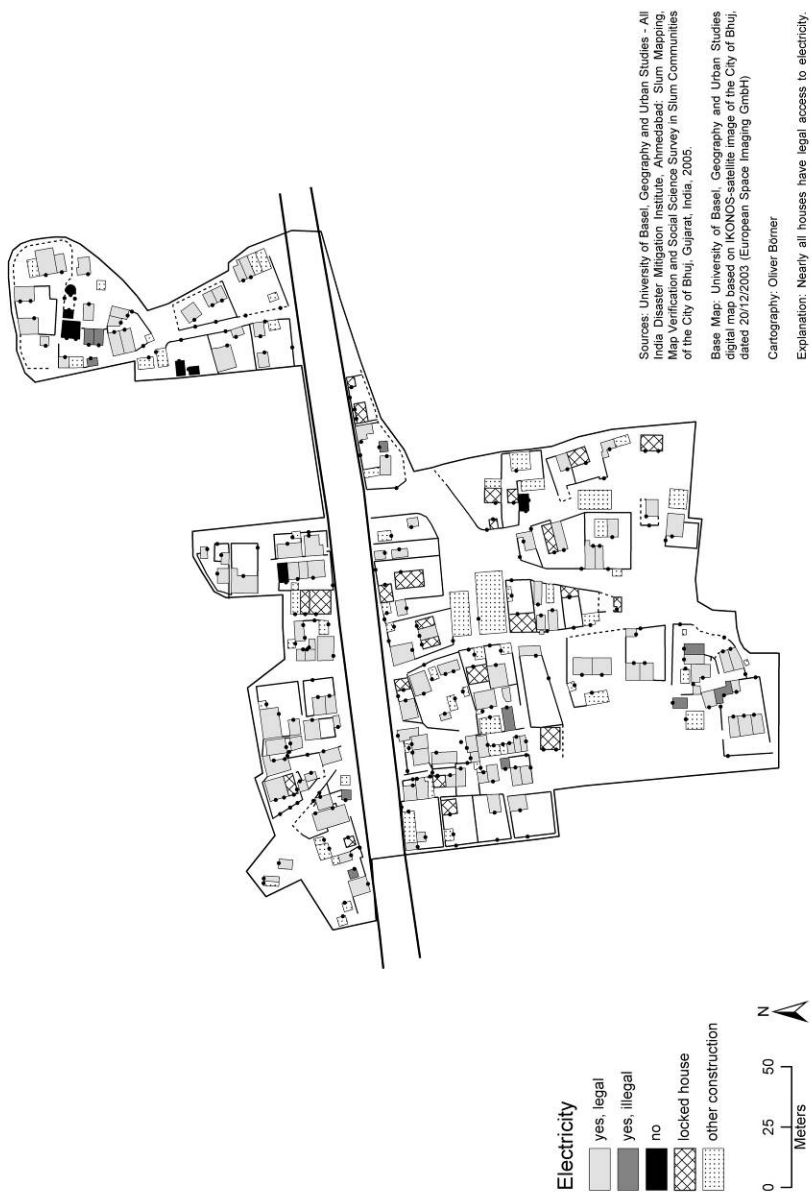 Electricity
yes, legal
yes, illegal
no
locked house
other construction
0 25 50
Meters
N
Sources: University of Basel, Geography and Urban Studies - All
India Disaster Mitigation Institute, Ahmedabad: Slum Mapping,
Map Verification and Social Science Survey in Slum Communities
of the City of Bhuj, Gujarat, India, 2005.
Base Map: University of Basel, Geography and Urban Studies
digital map based on IKONOS-satellite image of the City of Bhuj,
dated 20/12/2003 (European Space Imaging GmbH)
Cartography: Oliver Börner
Explanation: Nearly all houses have legal access to electricity.